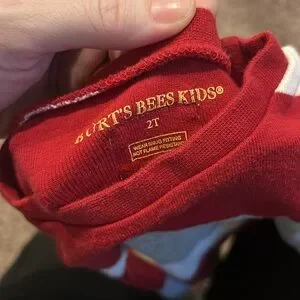 BURT'S BEES KIDS®
2T
WEAR SNUG FITTING
NOT FLAME RESISTANT